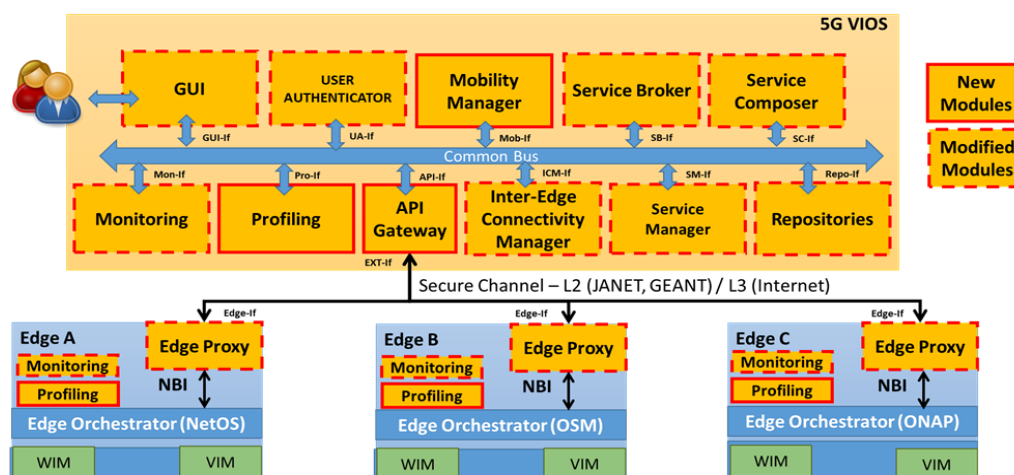 5G VIOS
GUI
USER
AUTHENTICATOR
Mobility
Manager
Service Broker
Service
Composer
New
Modules
GUI-If
UA-If
Mob-If
SB-If
SC-If
Modified
Modules
Common Bus
Mon-If
Pro-If
API-If
ICM-If
SM-If
Repo-If
Monitoring
Profiling
API
Gateway
Inter-Edge
Connectivity
Manager
Service
Manager
Repositories
EXT-If
Secure Channel – L2 (JANET, GEANT) / L3 (Internet)
Edge-If
Edge-If
Edge-If
Edge A
Edge Proxy
Monitoring
Profiling
NBI
Edge Orchestrator (NetOS)
WIM
VIM
Edge B
Edge Proxy
Monitoring
Profiling
NBI
Edge Orchestrator (OSM)
WIM
VIM
Edge C
Edge Proxy
Monitoring
Profiling
NBI
Edge Orchestrator (ONAP)
WIM
VIM